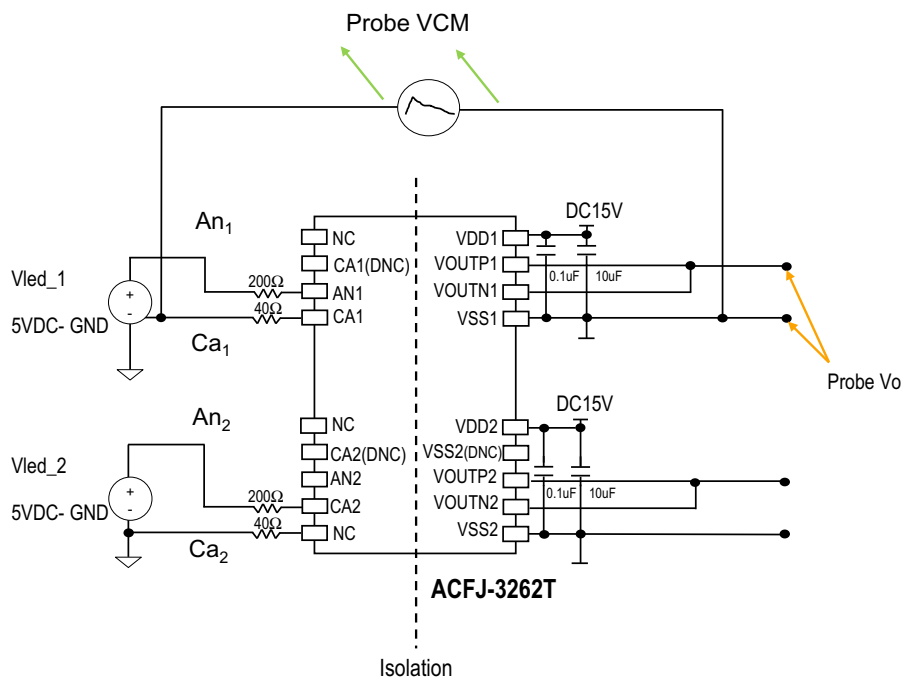 Probe VCM
An1
Vled_1
5VDC- GND
200Ω
40Ω
Ca1
NC
CA1(DNC)
AN1
CA1
VDD1
VOUTP1
VOUTN1
VSS1
DC15V
0.1uF
10uF
Probe Vo
An2
Vled_2
5VDC- GND
200Ω
40Ω
Ca2
NC
CA2(DNC)
AN2
CA2
NC
VDD2
VSS2(DNC)
VOUTP2
VOUTN2
VSS2
DC15V
0.1uF
10uF
ACFJ-3262T
Isolation